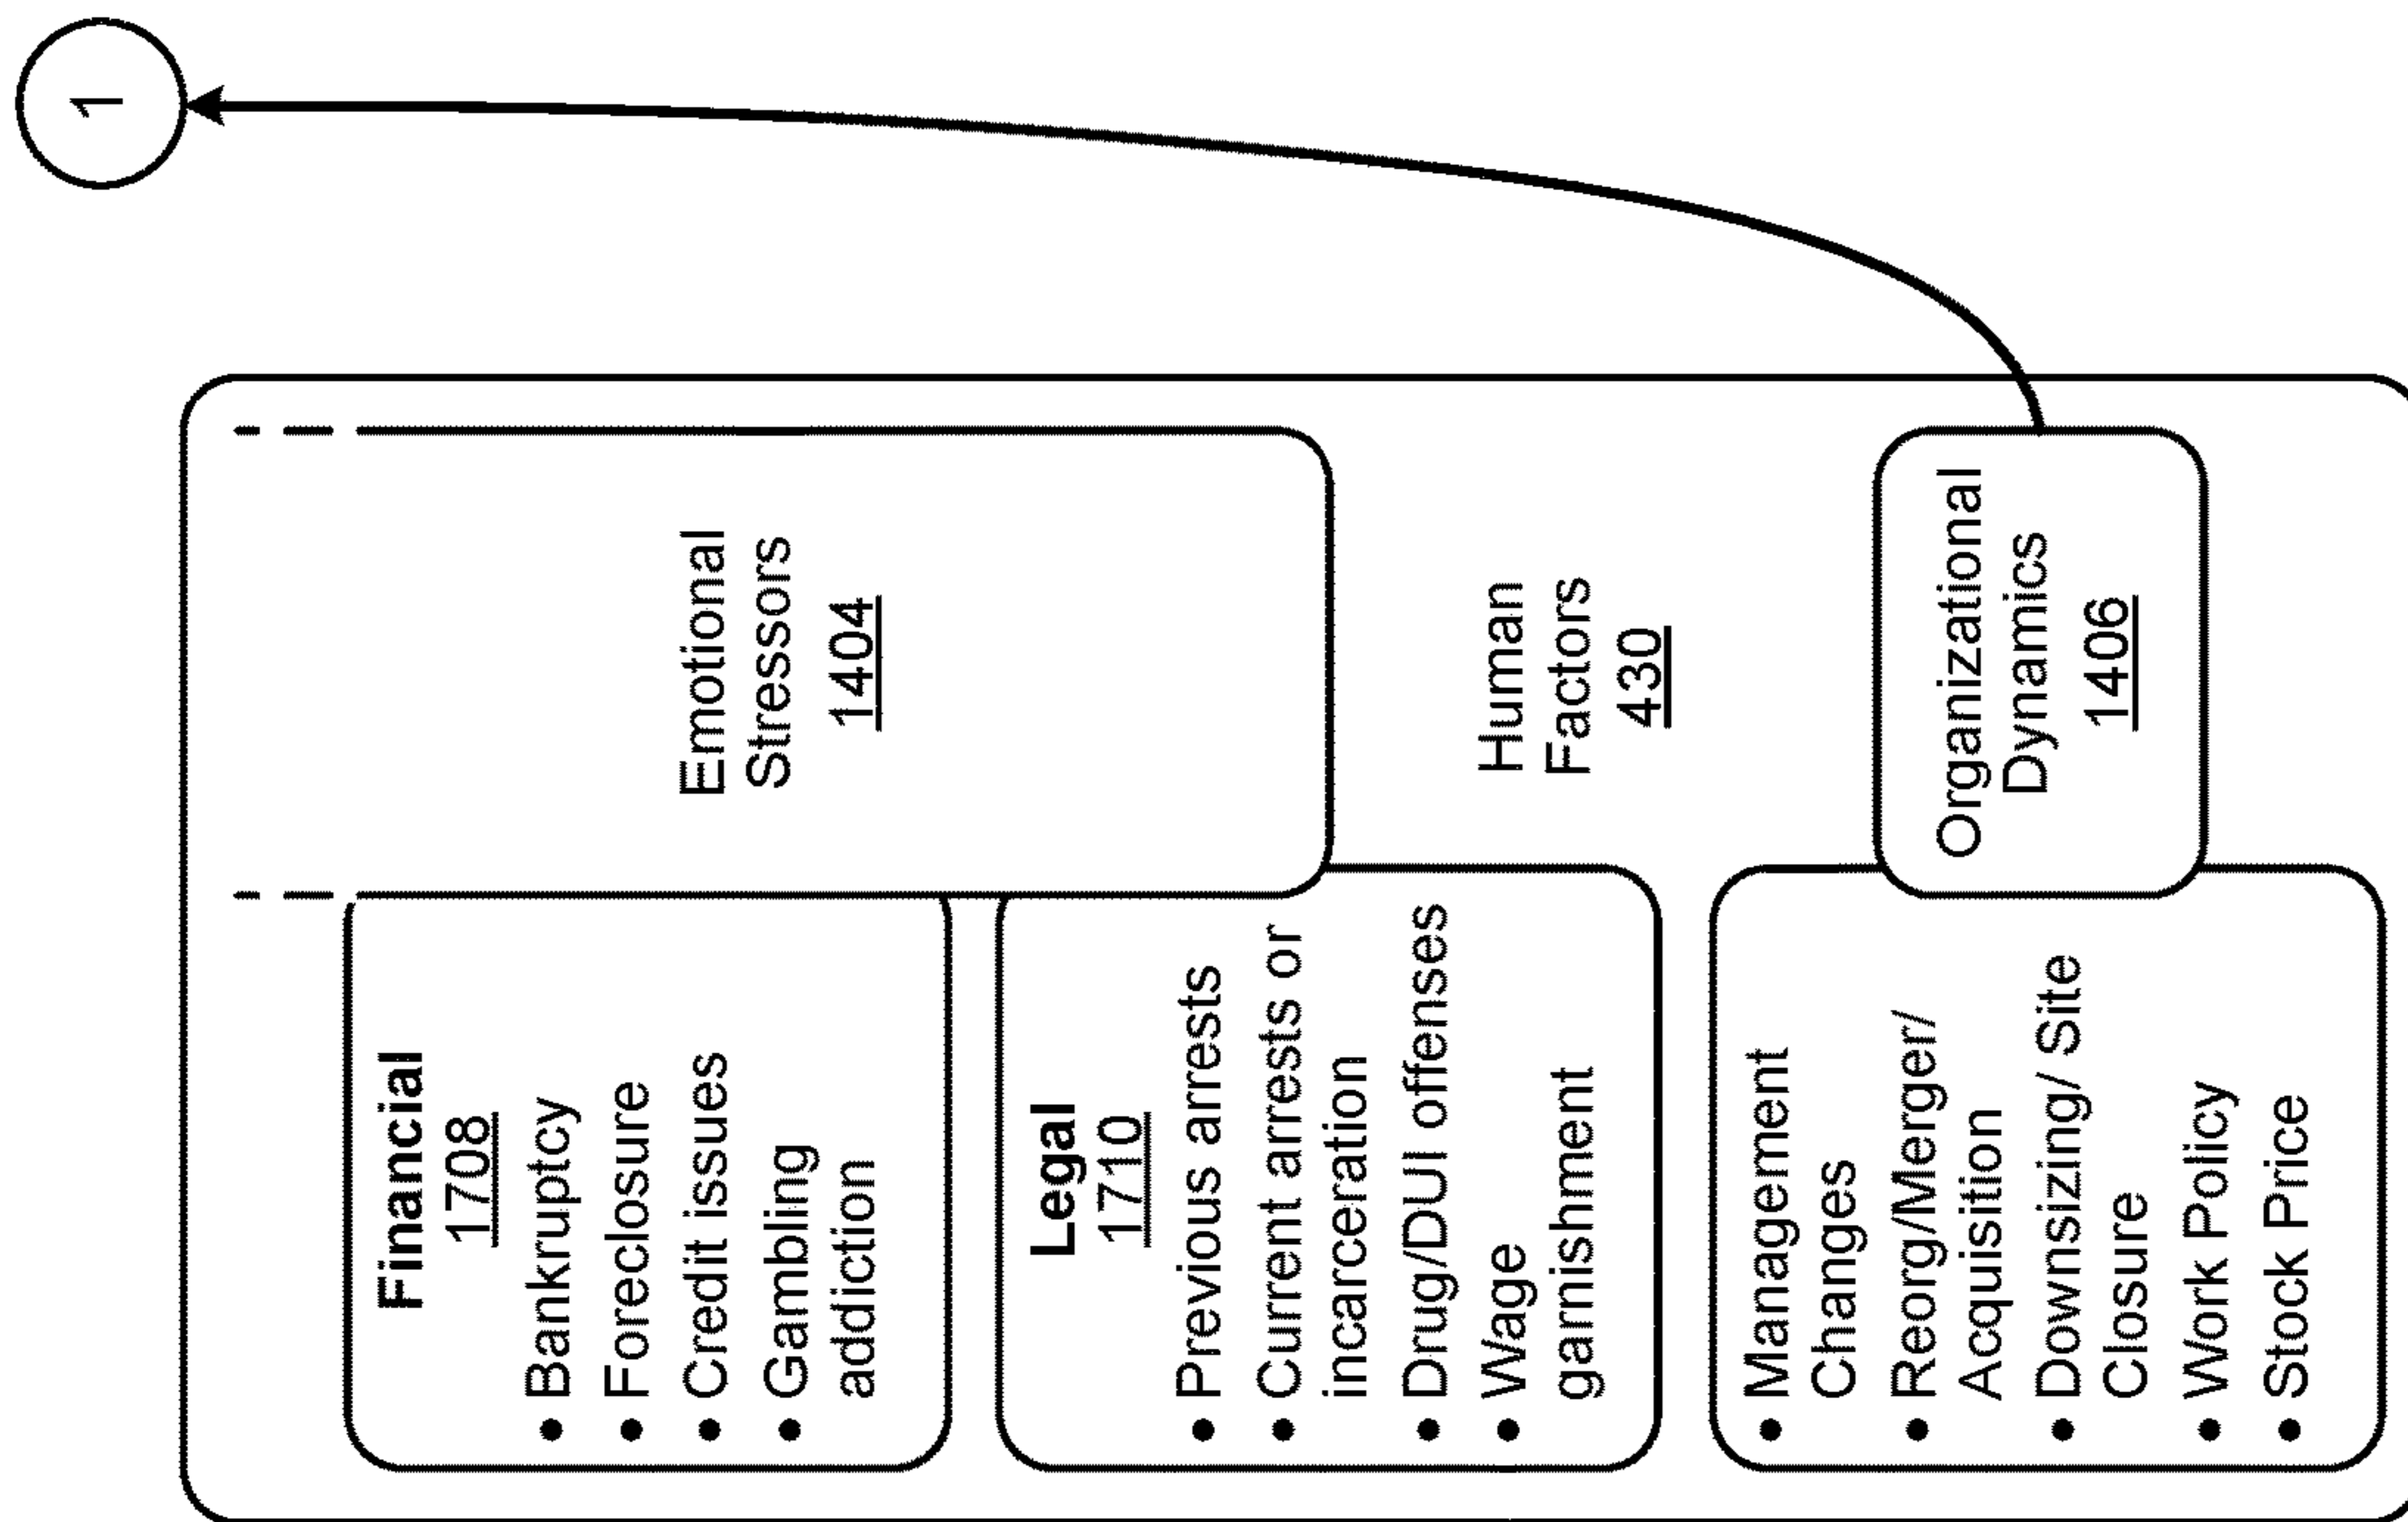 Financial
1708
• Bankruptcy
• Foreclosure
• Credit issues
• Gambling
addiction
Legal
1710
• Previous arrests
• Current arrests or
incarceration
• Drug/DUI offenses
• Wage
garnishment
• Management
Changes
• Reorg/Merger/
Acquisition
• Downsizing/ Site
Closure
• Work Policy
• Stock Price
Emotional
Stressors
1404
Human
Factors
430
Organizational
Dynamics
1406
1